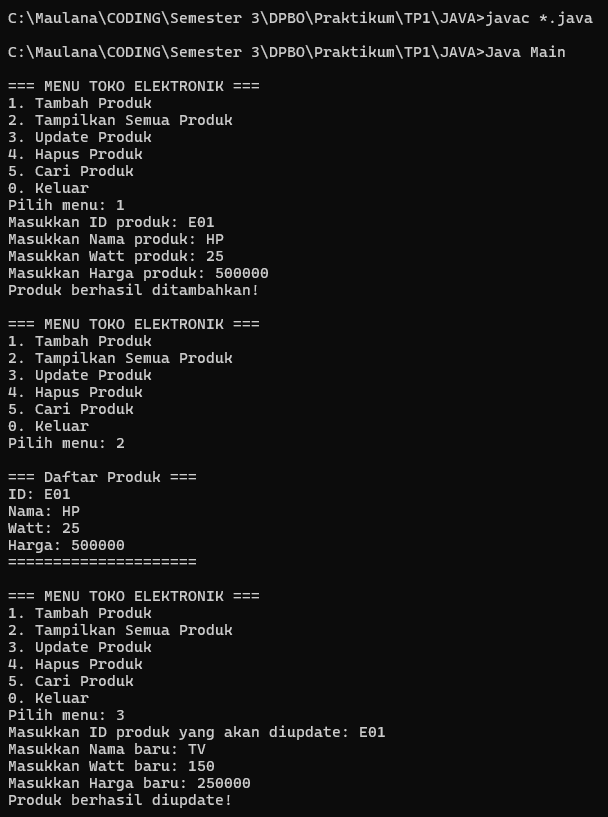 C:\Maulana\CODING\Semester 3\DPBO\Praktikum\TP1\JAVA>javac *.java
C:\Maulana\CODING\Semester 3\DPBO\Praktikum\TP1\JAVA>Java Main
=== MENU TOKO ELEKTRONIK ===
1. Tambah Produk
2. Tampilkan Semua Produk
3. Update Produk
4. Hapus Produk
5. Cari Produk
0. Keluar
Pilih menu: 1
Masukkan ID produk: E01
Masukkan Nama produk: HP
Masukkan Watt produk: 25
Masukkan Harga produk: 500000
Produk berhasil ditambahkan!
=== MENU TOKO ELEKTRONIK ===
1. Tambah Produk
2. Tampilkan Semua Produk
3. Update Produk
4. Hapus Produk
5. Cari Produk
0. Keluar
Pilih menu: 2
=== Daftar Produk ===
ID: E01
Nama: HP
Watt: 25
Harga: 500000
=====================
=== MENU TOKO ELEKTRONIK ===
1. Tambah Produk
2. Tampilkan Semua Produk
3. Update Produk
4. Hapus Produk
5. Cari Produk
0. Keluar
Pilih menu: 3
Masukkan ID produk yang akan diupdate: E01
Masukkan Nama baru: TV
Masukkan Watt baru: 150
Masukkan Harga baru: 250000
Produk berhasil diupdate!